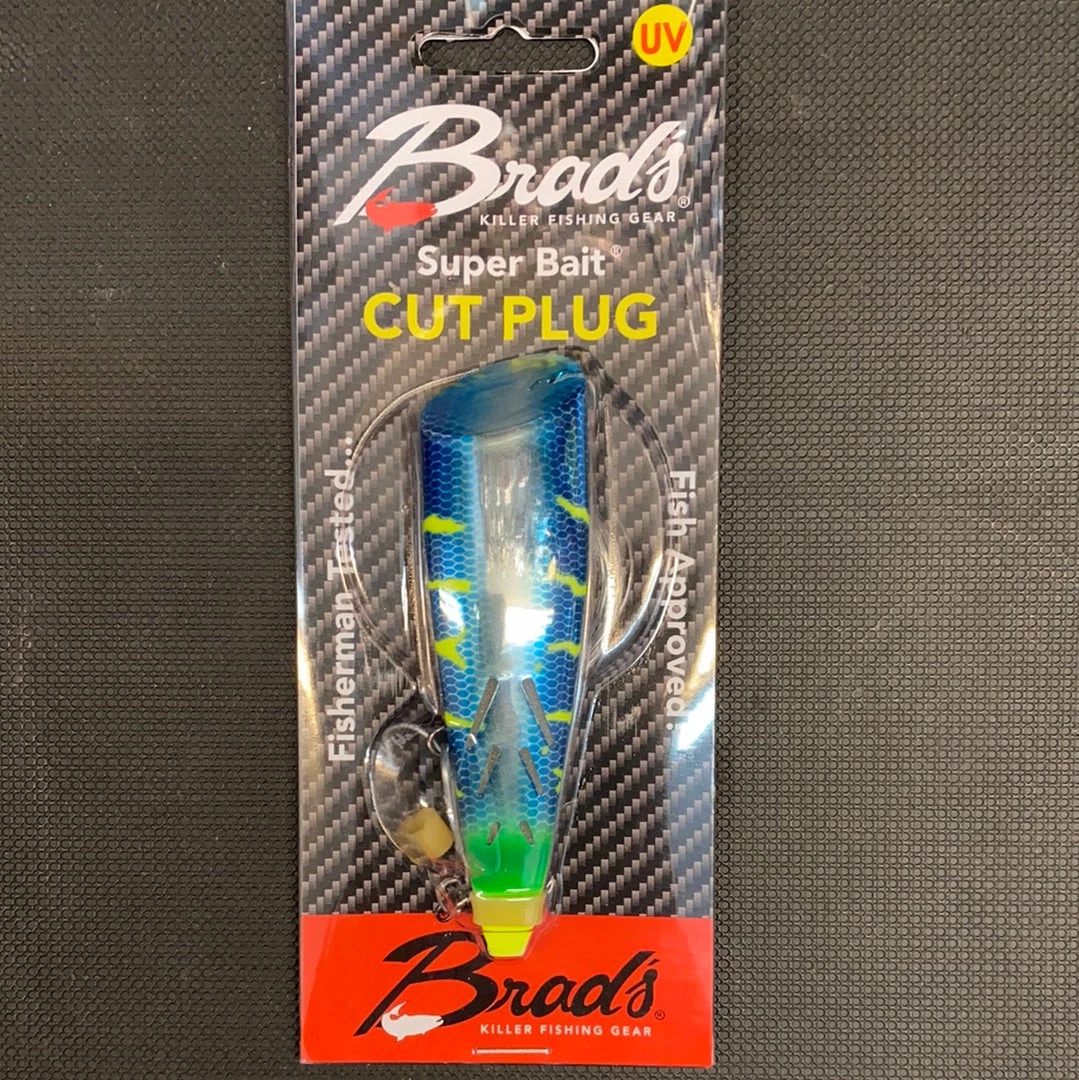 UV
Brad's®
KILLER FISHING GEAR
Super Bait®
CUT PLUG
Fisherman Tested....
Fish Approved.
Brad's®
KILLER FISHING GEAR